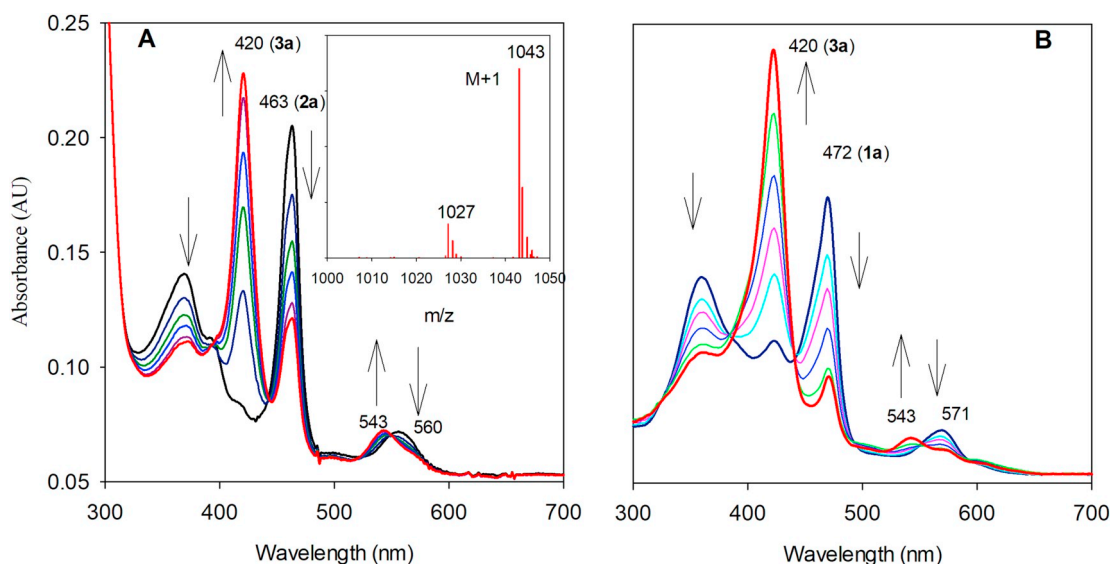 A
420 (3a)
463 (2a)
M+1
1043
1027
1000 1010 1020 1030 1040 1050
m/z
543
560
0.25
0.20
0.15
0.10
0.05
Absorbance (AU)
300 400 500 600 700
Wavelength (nm)
B
420 (3a)
472 (1a)
543
571
300 400 500 600 700
Wavelength (nm)